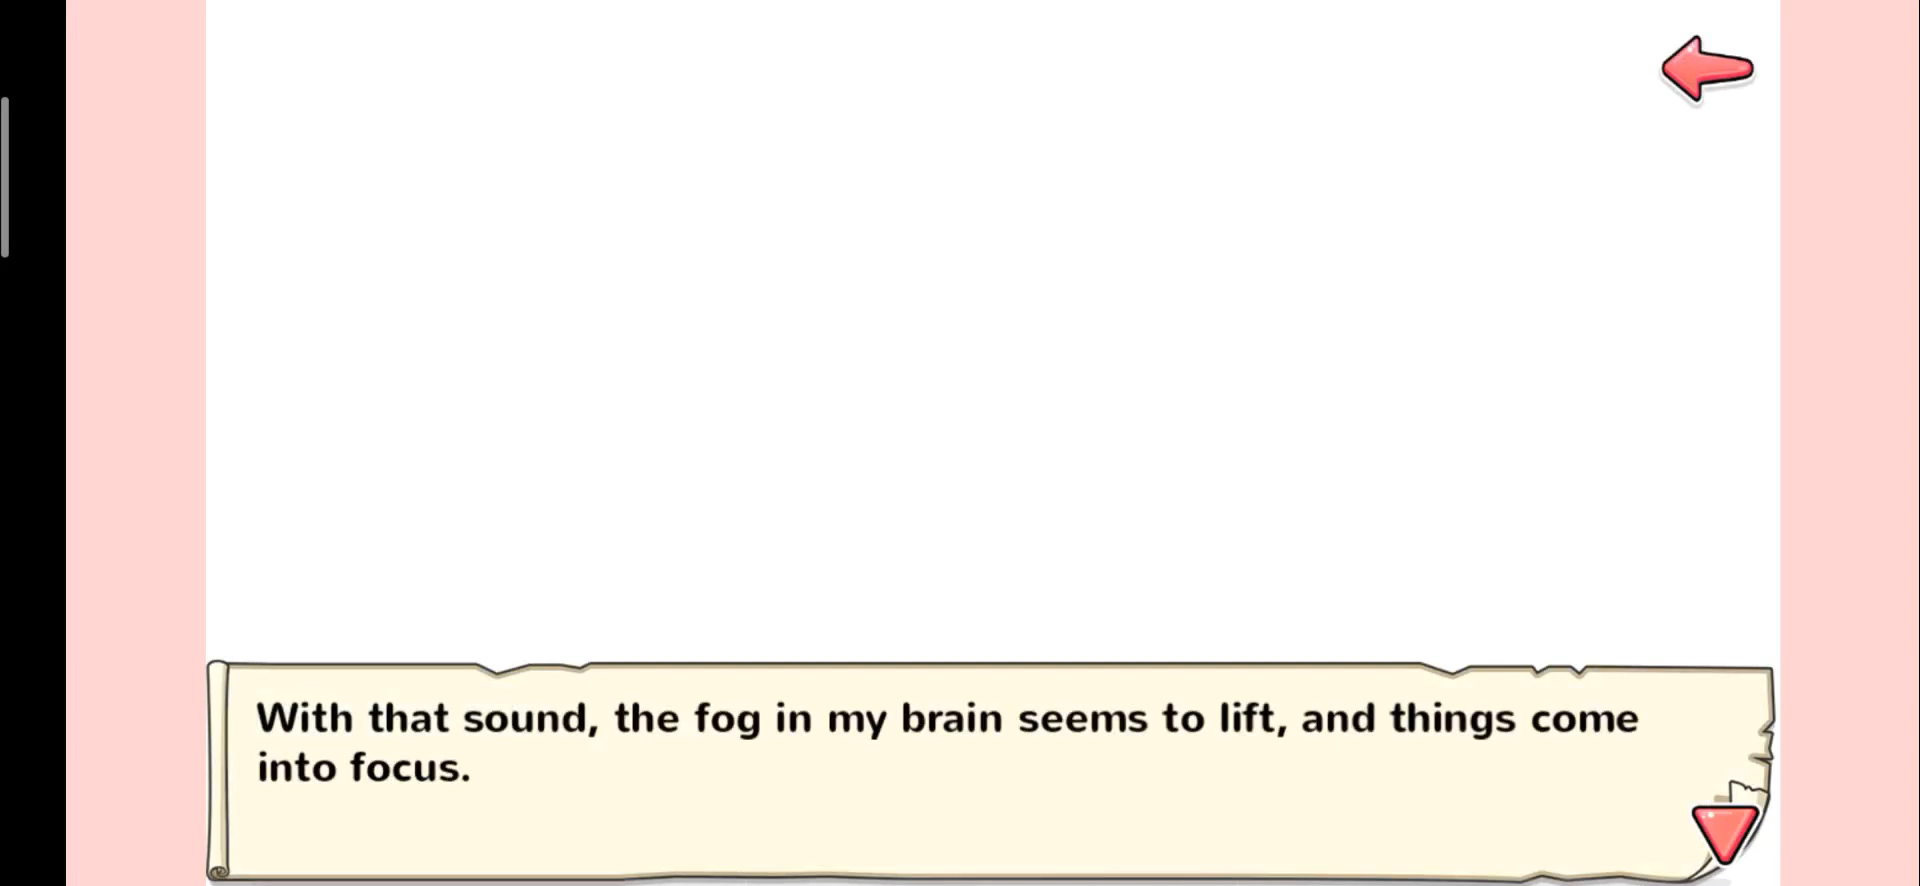 With that sound, the fog in my brain seems to lift, and things come
into focus.